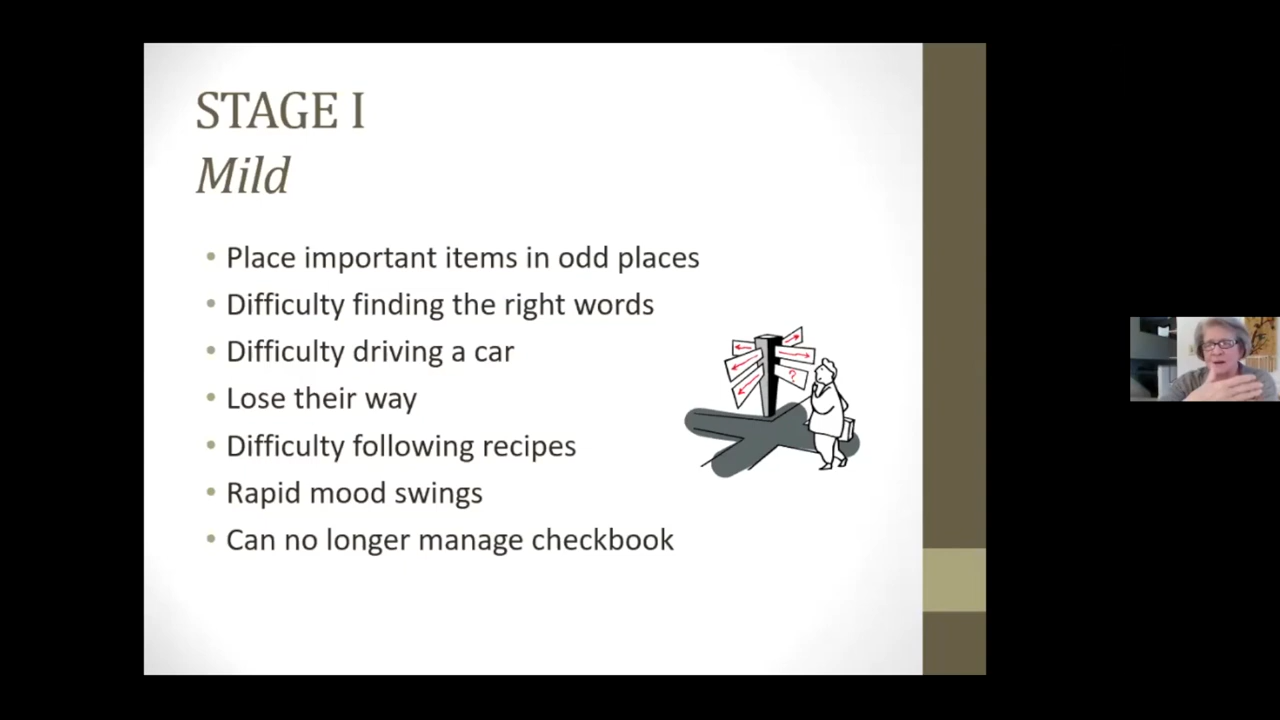 STAGE I
Mild
• Place important items in odd places
• Difficulty finding the right words
• Difficulty driving a car
• Lose their way
• Difficulty following recipes
• Rapid mood swings
• Can no longer manage checkbook
?